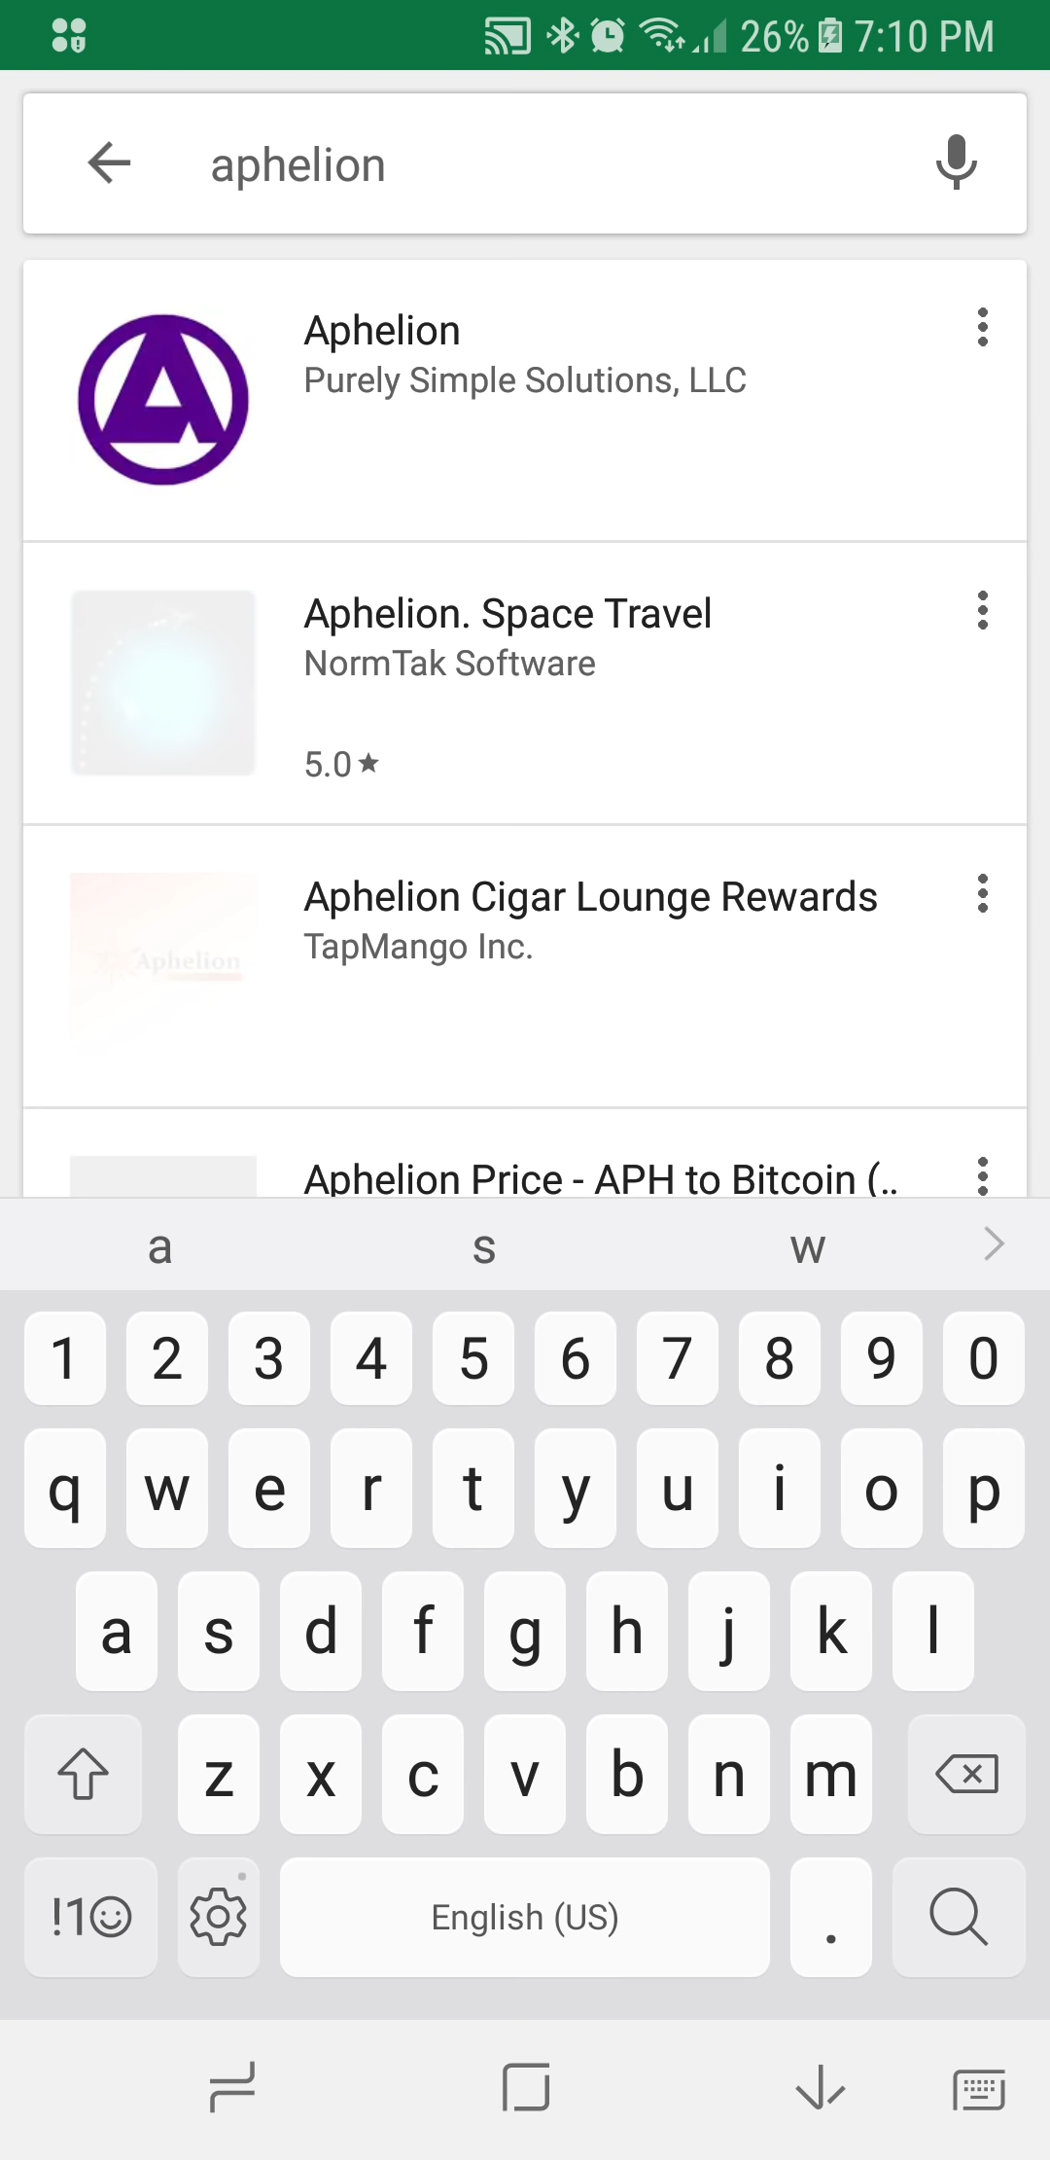 26% 7:10 PM
aphelion
Aphelion
Purely Simple Solutions, LLC
Aphelion. Space Travel
NormTak Software
5.0★
Aphelion Cigar Lounge Rewards
TapMango Inc.
Aphelion
Aphelion Price - APH to Bitcoin (..
a s w
1 2 3 4 5 6 7 8 9 0
q w e r t y u i o p
a s d f g h j k l
z x c v b n m
!1☺ English (US) .